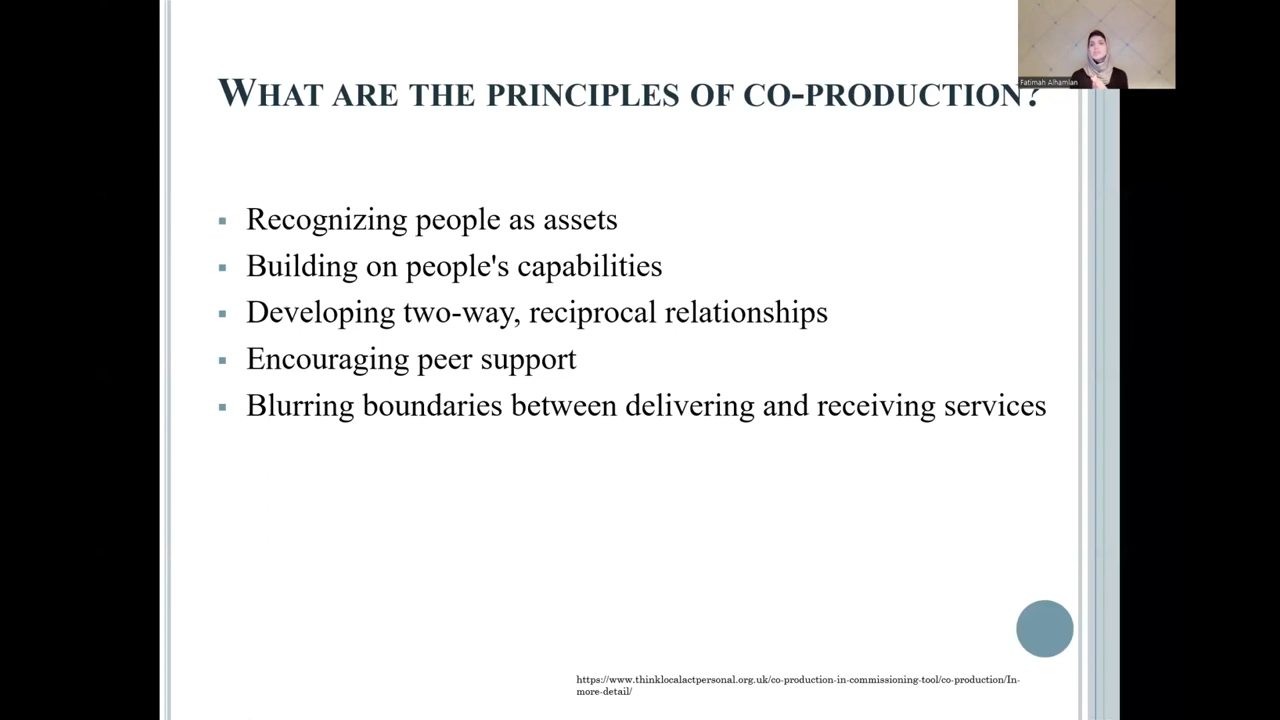 WHAT ARE THE PRINCIPLES OF CO-PRODUCTION?
Fatimah Alhamlan
▪ Recognizing people as assets
▪ Building on people's capabilities
▪ Developing two-way, reciprocal relationships
▪ Encouraging peer support
▪ Blurring boundaries between delivering and receiving services
https://www.thinklocalactpersonal.org.uk/co-production-in-commissioning-tool/co-production/In-
more-detail/